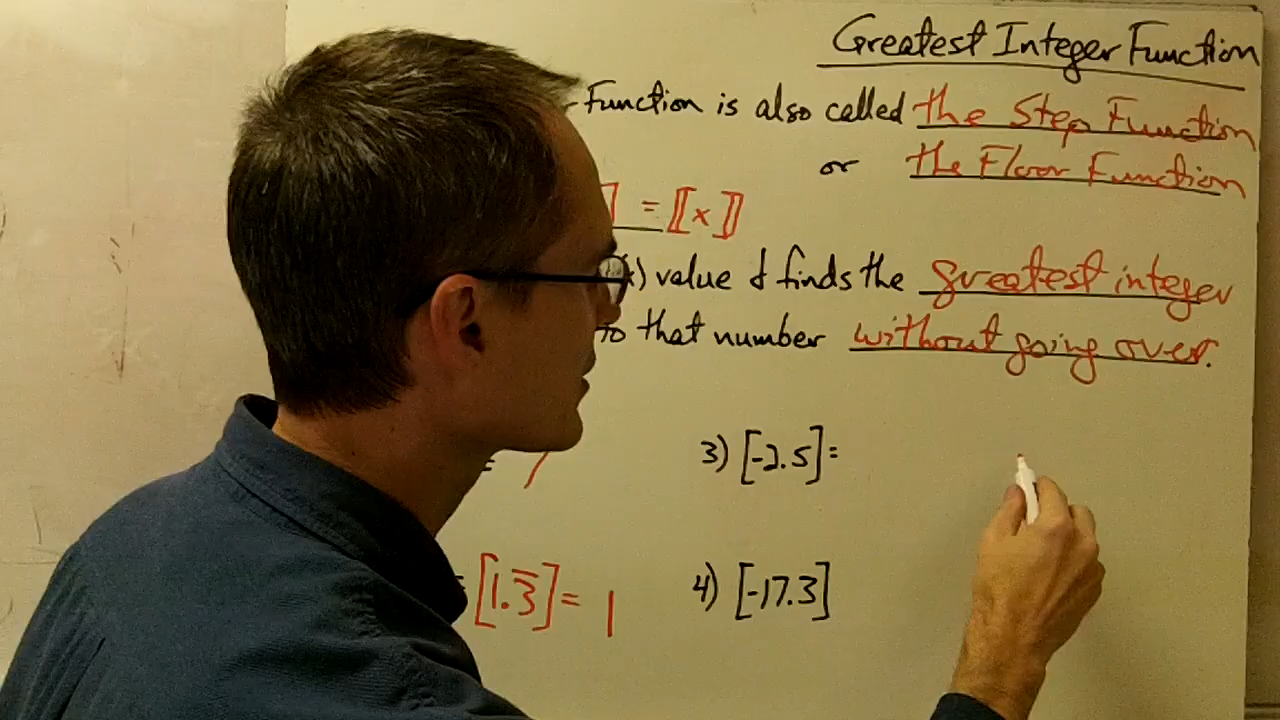 Greatest Integer Function
Function is also called the Step Function
or the Floor Function
] = [[x]]
) value & finds the greatest integer
to that number without going over.
= 7
3) [-2.5]=
[1.3̅]= 1
4) [-17.3]